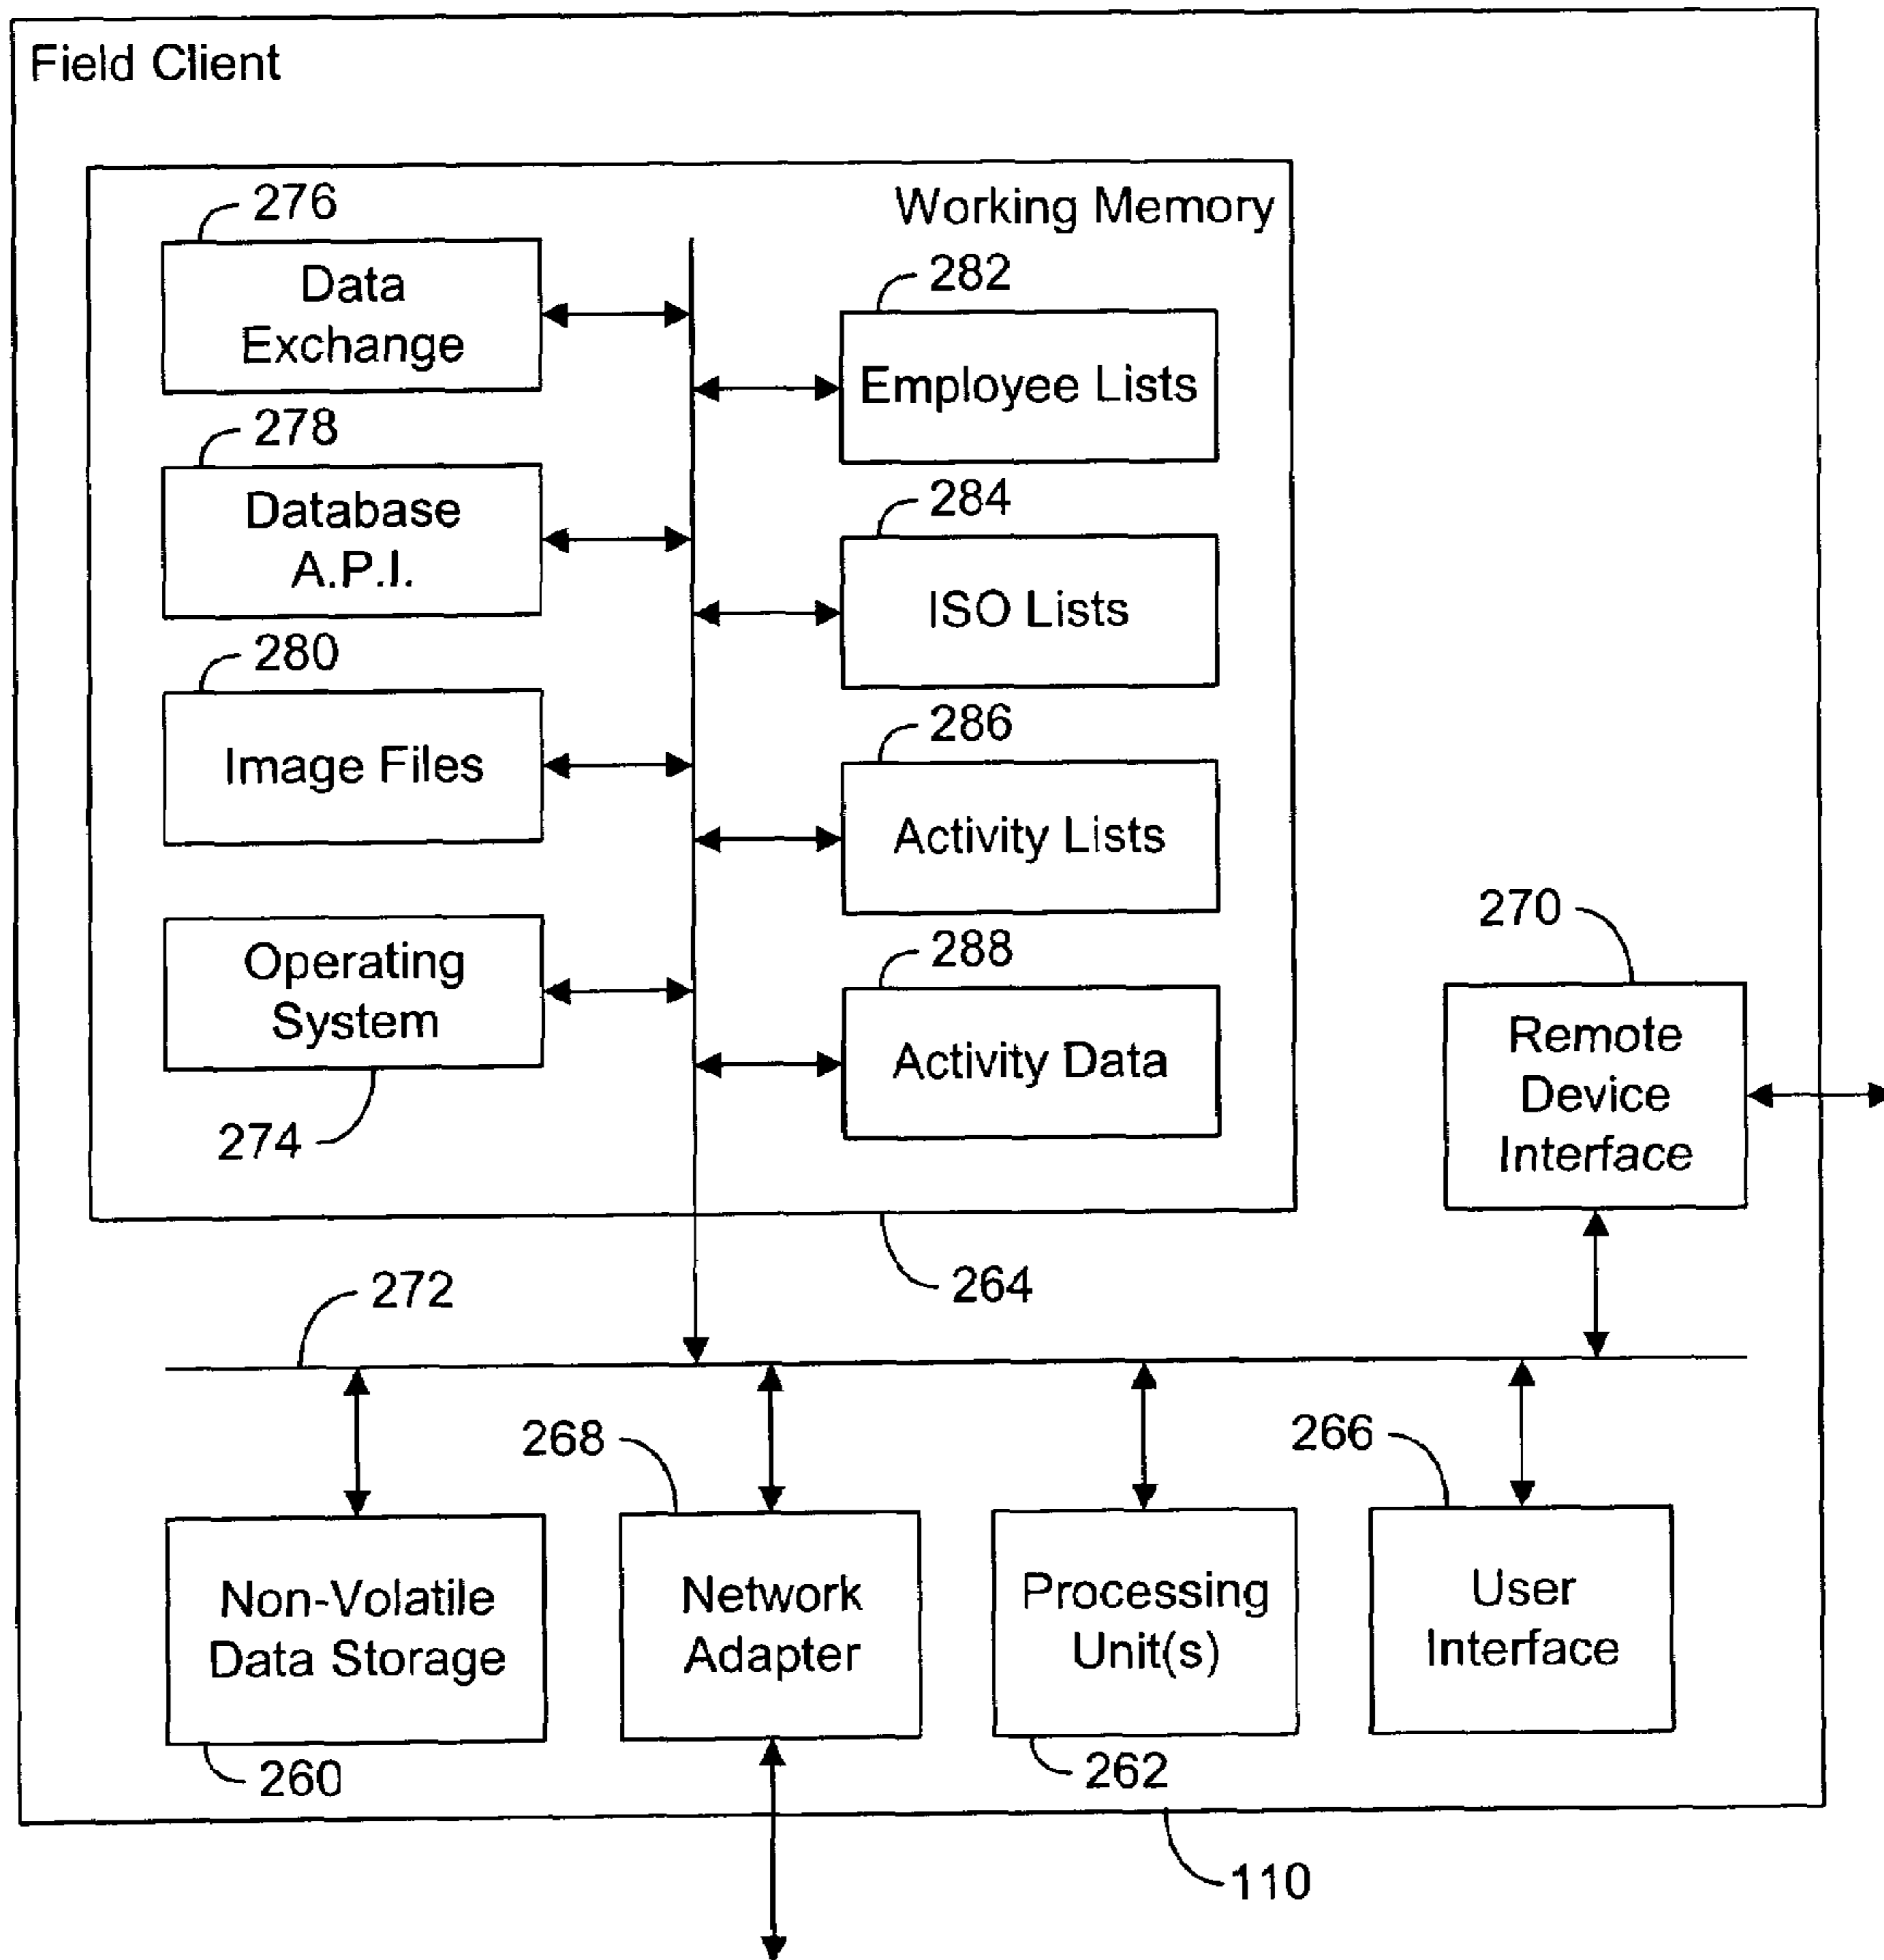 Field Client
Working Memory
276
Data
Exchange
278
Database
A.P.I.
280
Image Files
Operating
System
274
282
Employee Lists
284
ISO Lists
286
Activity Lists
288
Activity Data
264
270
Remote
Device
Interface
272
Non-Volatile
Data Storage
260
268
Network
Adapter
Processing
Unit(s)
262
266
User
Interface
110